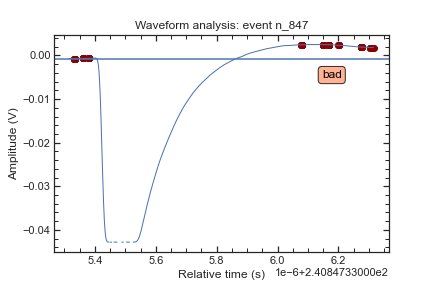 Waveform analysis: event n_847
Amplitude (V)
0.00
−0.01
−0.02
−0.03
−0.04
bad
5.4 5.6 5.8 6.0 6.2
Relative time (s)
1e−6+2.4084733000e2